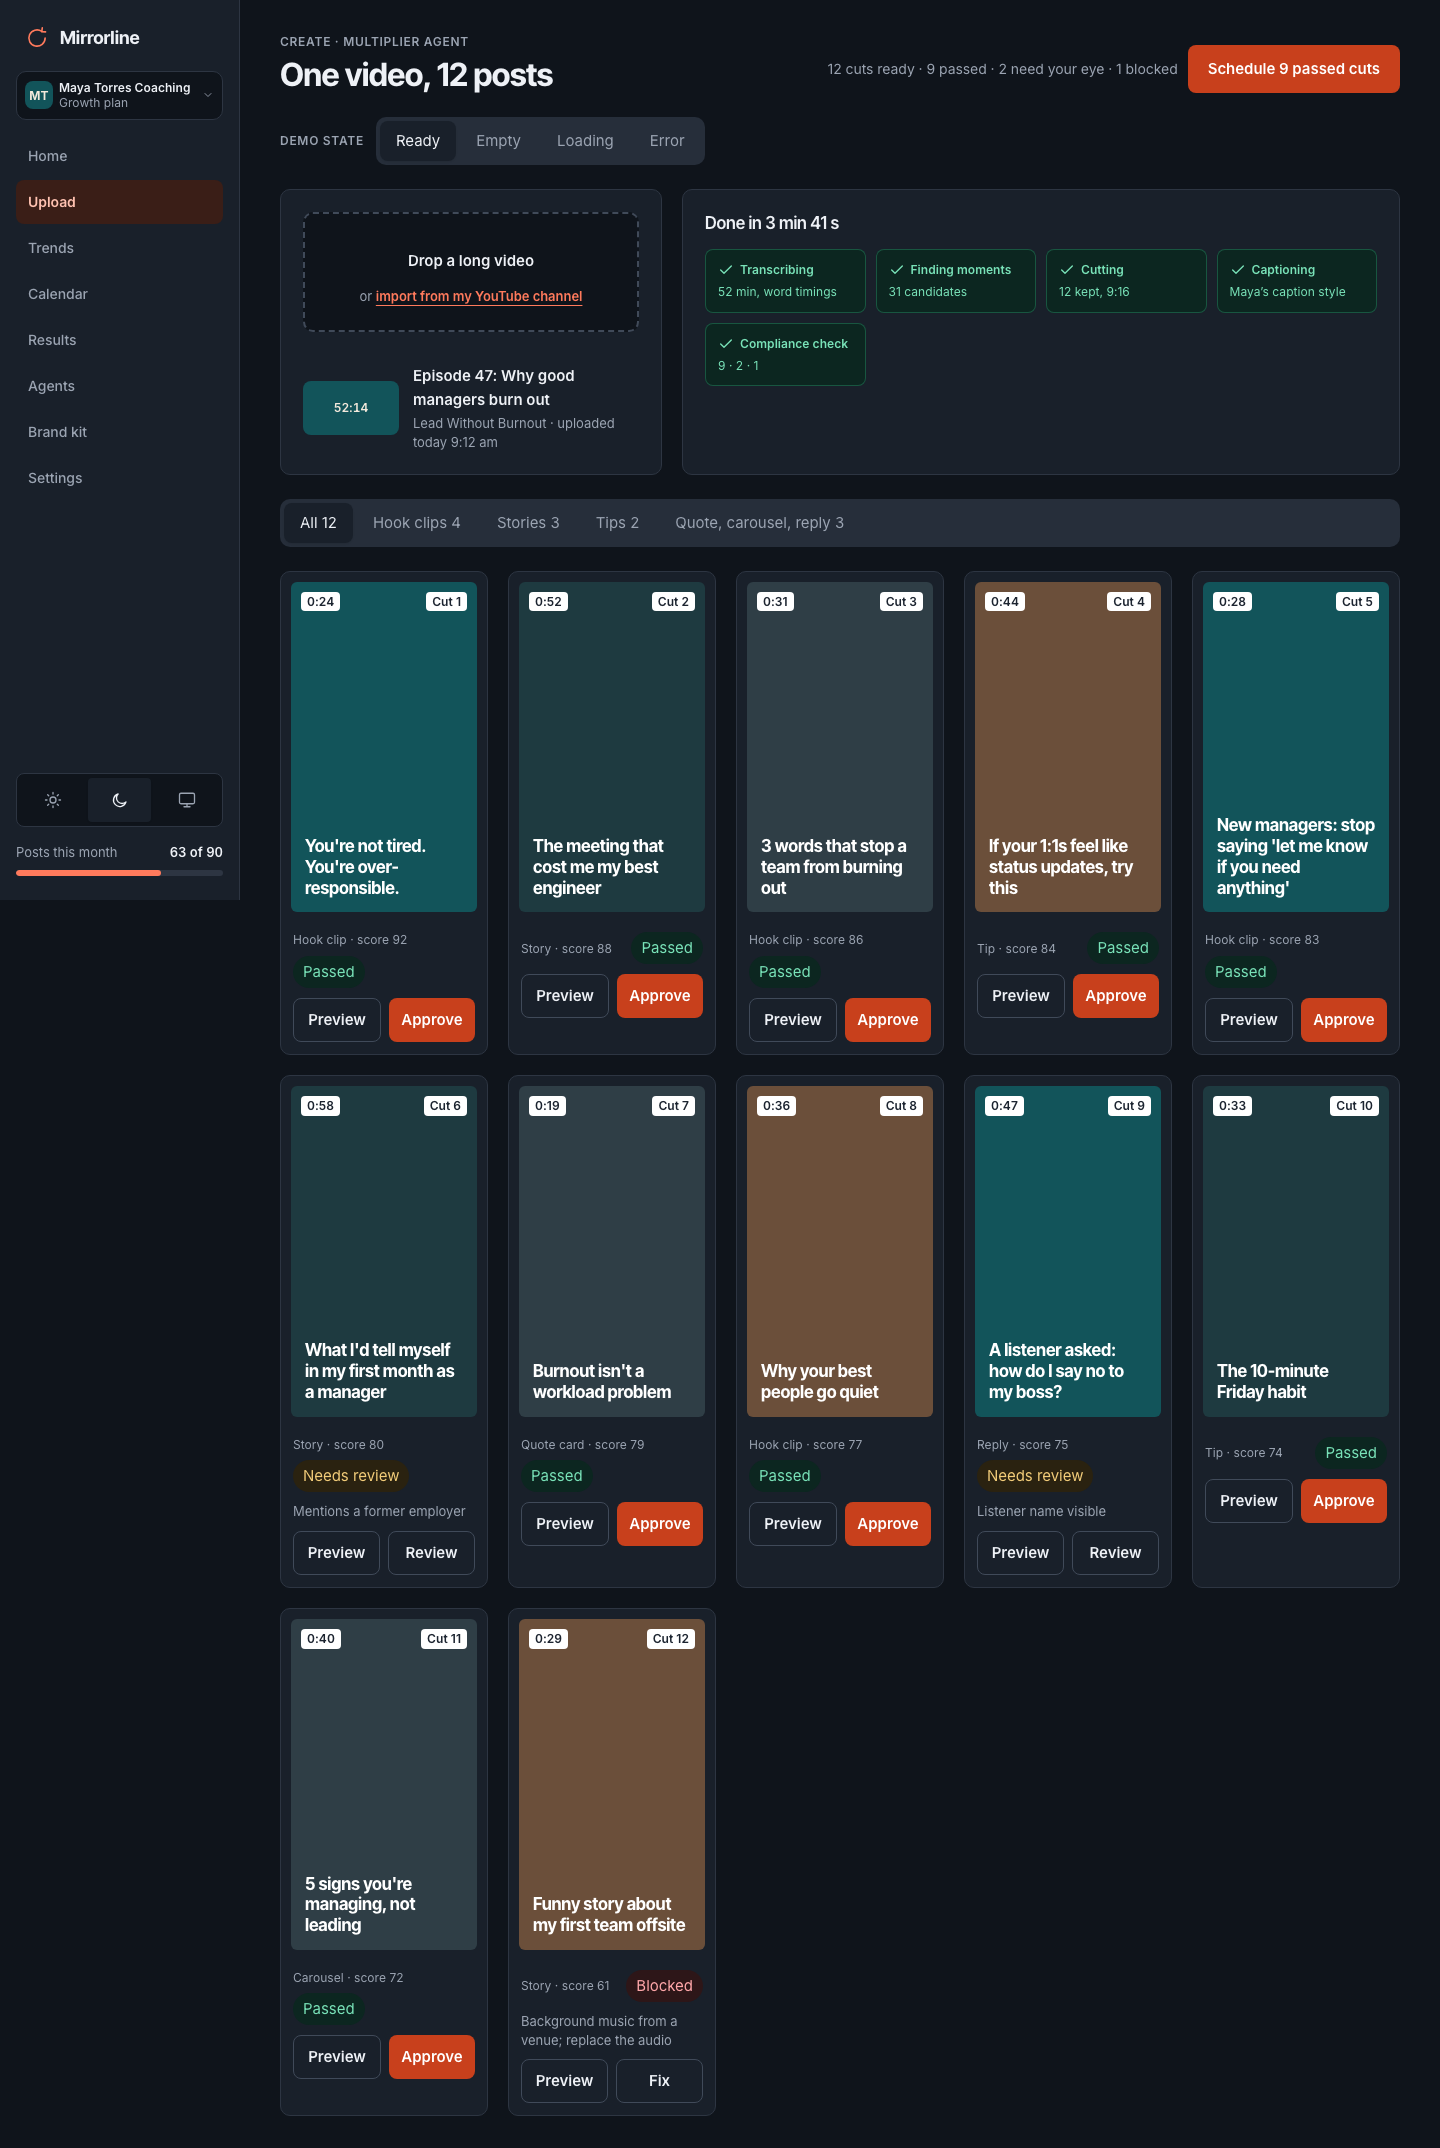 Mirrorline
MT
Maya Torres Coaching
Growth plan
Home
Upload
Trends
Calendar
Results
Agents
Brand kit
Settings
Posts this month
63 of 90
CREATE · MULTIPLIER AGENT
One video, 12 posts
12 cuts ready · 9 passed · 2 need your eye · 1 blocked
Schedule 9 passed cuts
DEMO STATE
Ready
Empty
Loading
Error
Drop a long video
or import from my YouTube channel
52:14
Episode 47: Why good
managers burn out
Lead Without Burnout · uploaded
today 9:12 am
Done in 3 min 41 s
Transcribing
52 min, word timings
Finding moments
31 candidates
Cutting
12 kept, 9:16
Captioning
Maya’s caption style
Compliance check
9 · 2 · 1
All 12
Hook clips 4
Stories 3
Tips 2
Quote, carousel, reply 3
0:24
Cut 1
You're not tired.
You're over-
responsible.
Hook clip · score 92
Passed
Preview
Approve
0:52
Cut 2
The meeting that
cost me my best
engineer
Story · score 88
Passed
Preview
Approve
0:31
Cut 3
3 words that stop a
team from burning
out
Hook clip · score 86
Passed
Preview
Approve
0:44
Cut 4
If your 1:1s feel like
status updates, try
this
Tip · score 84
Passed
Preview
Approve
0:28
Cut 5
New managers: stop
saying 'let me know
if you need
anything'
Hook clip · score 83
Passed
Preview
Approve
0:58
Cut 6
What I'd tell myself
in my first month as
a manager
Story · score 80
Needs review
Mentions a former employer
Preview
Review
0:19
Cut 7
Burnout isn't a
workload problem
Quote card · score 79
Passed
Preview
Approve
0:36
Cut 8
Why your best
people go quiet
Hook clip · score 77
Passed
Preview
Approve
0:47
Cut 9
A listener asked:
how do I say no to
my boss?
Reply · score 75
Needs review
Listener name visible
Preview
Review
0:33
Cut 10
The 10-minute
Friday habit
Tip · score 74
Passed
Preview
Approve
0:40
Cut 11
5 signs you're
managing, not
leading
Carousel · score 72
Passed
Preview
Approve
0:29
Cut 12
Funny story about
my first team offsite
Story · score 61
Blocked
Background music from a
venue; replace the audio
Preview
Fix